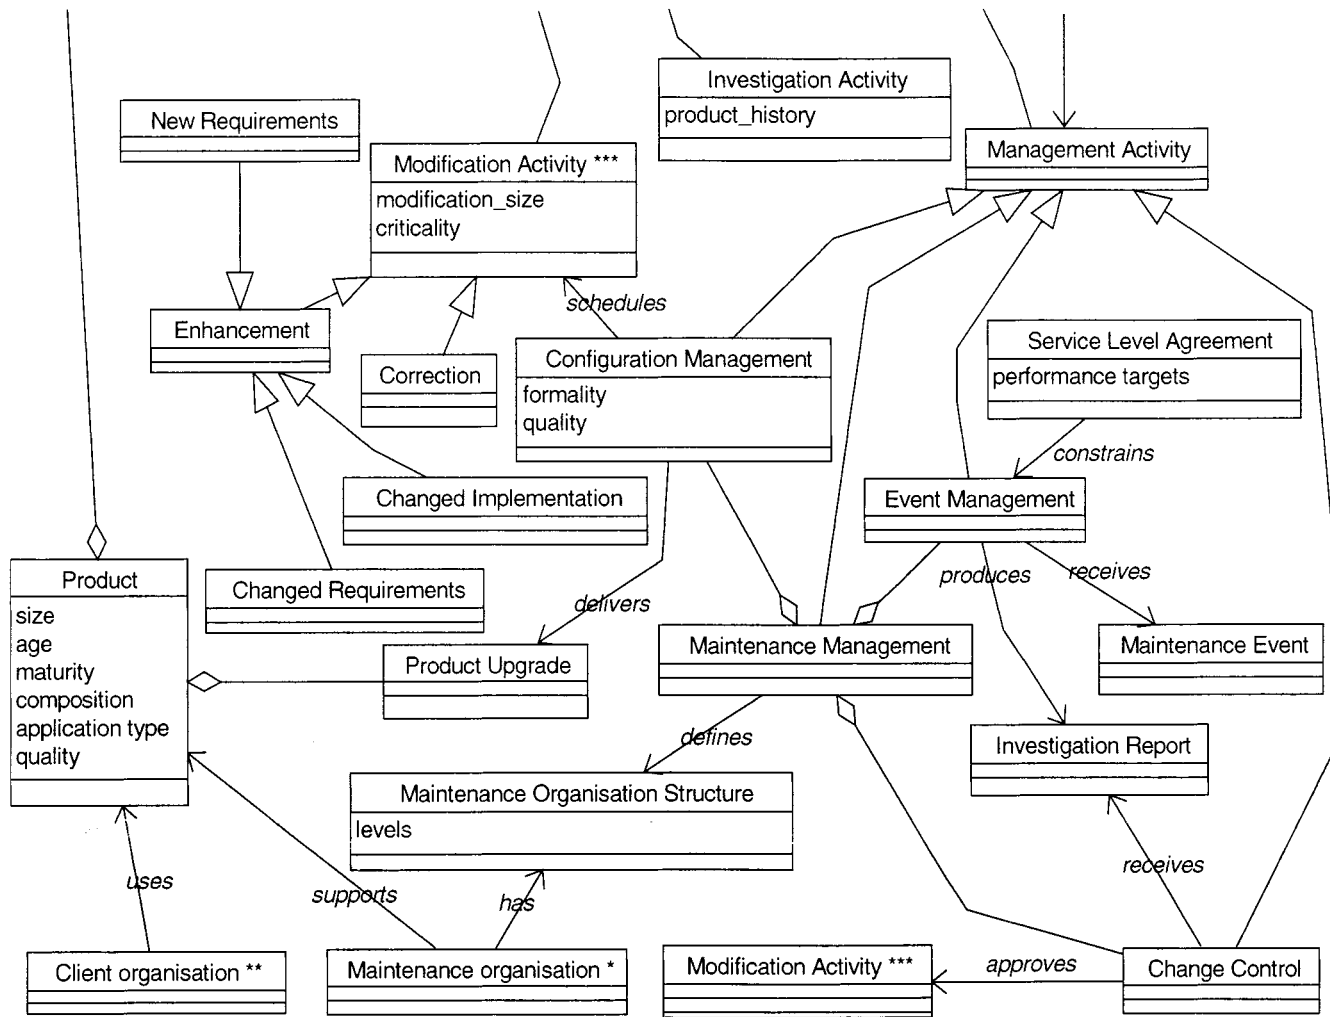 Investigation Activity
product_history
New Requirements
Modification Activity ***
modification_size
criticality
Management Activity
schedules
Enhancement
Correction
Configuration Management
formality
quality
Service Level Agreement
performance targets
constrains
Changed Implementation
Event Management
Product
size
age
maturity
composition
application type
quality
Changed Requirements
delivers
produces
receives
Product Upgrade
Maintenance Management
Maintenance Event
defines
Investigation Report
Maintenance Organisation Structure
levels
uses
supports
has
receives
Client organisation **
Maintenance organisation *
Modification Activity ***
approves
Change Control